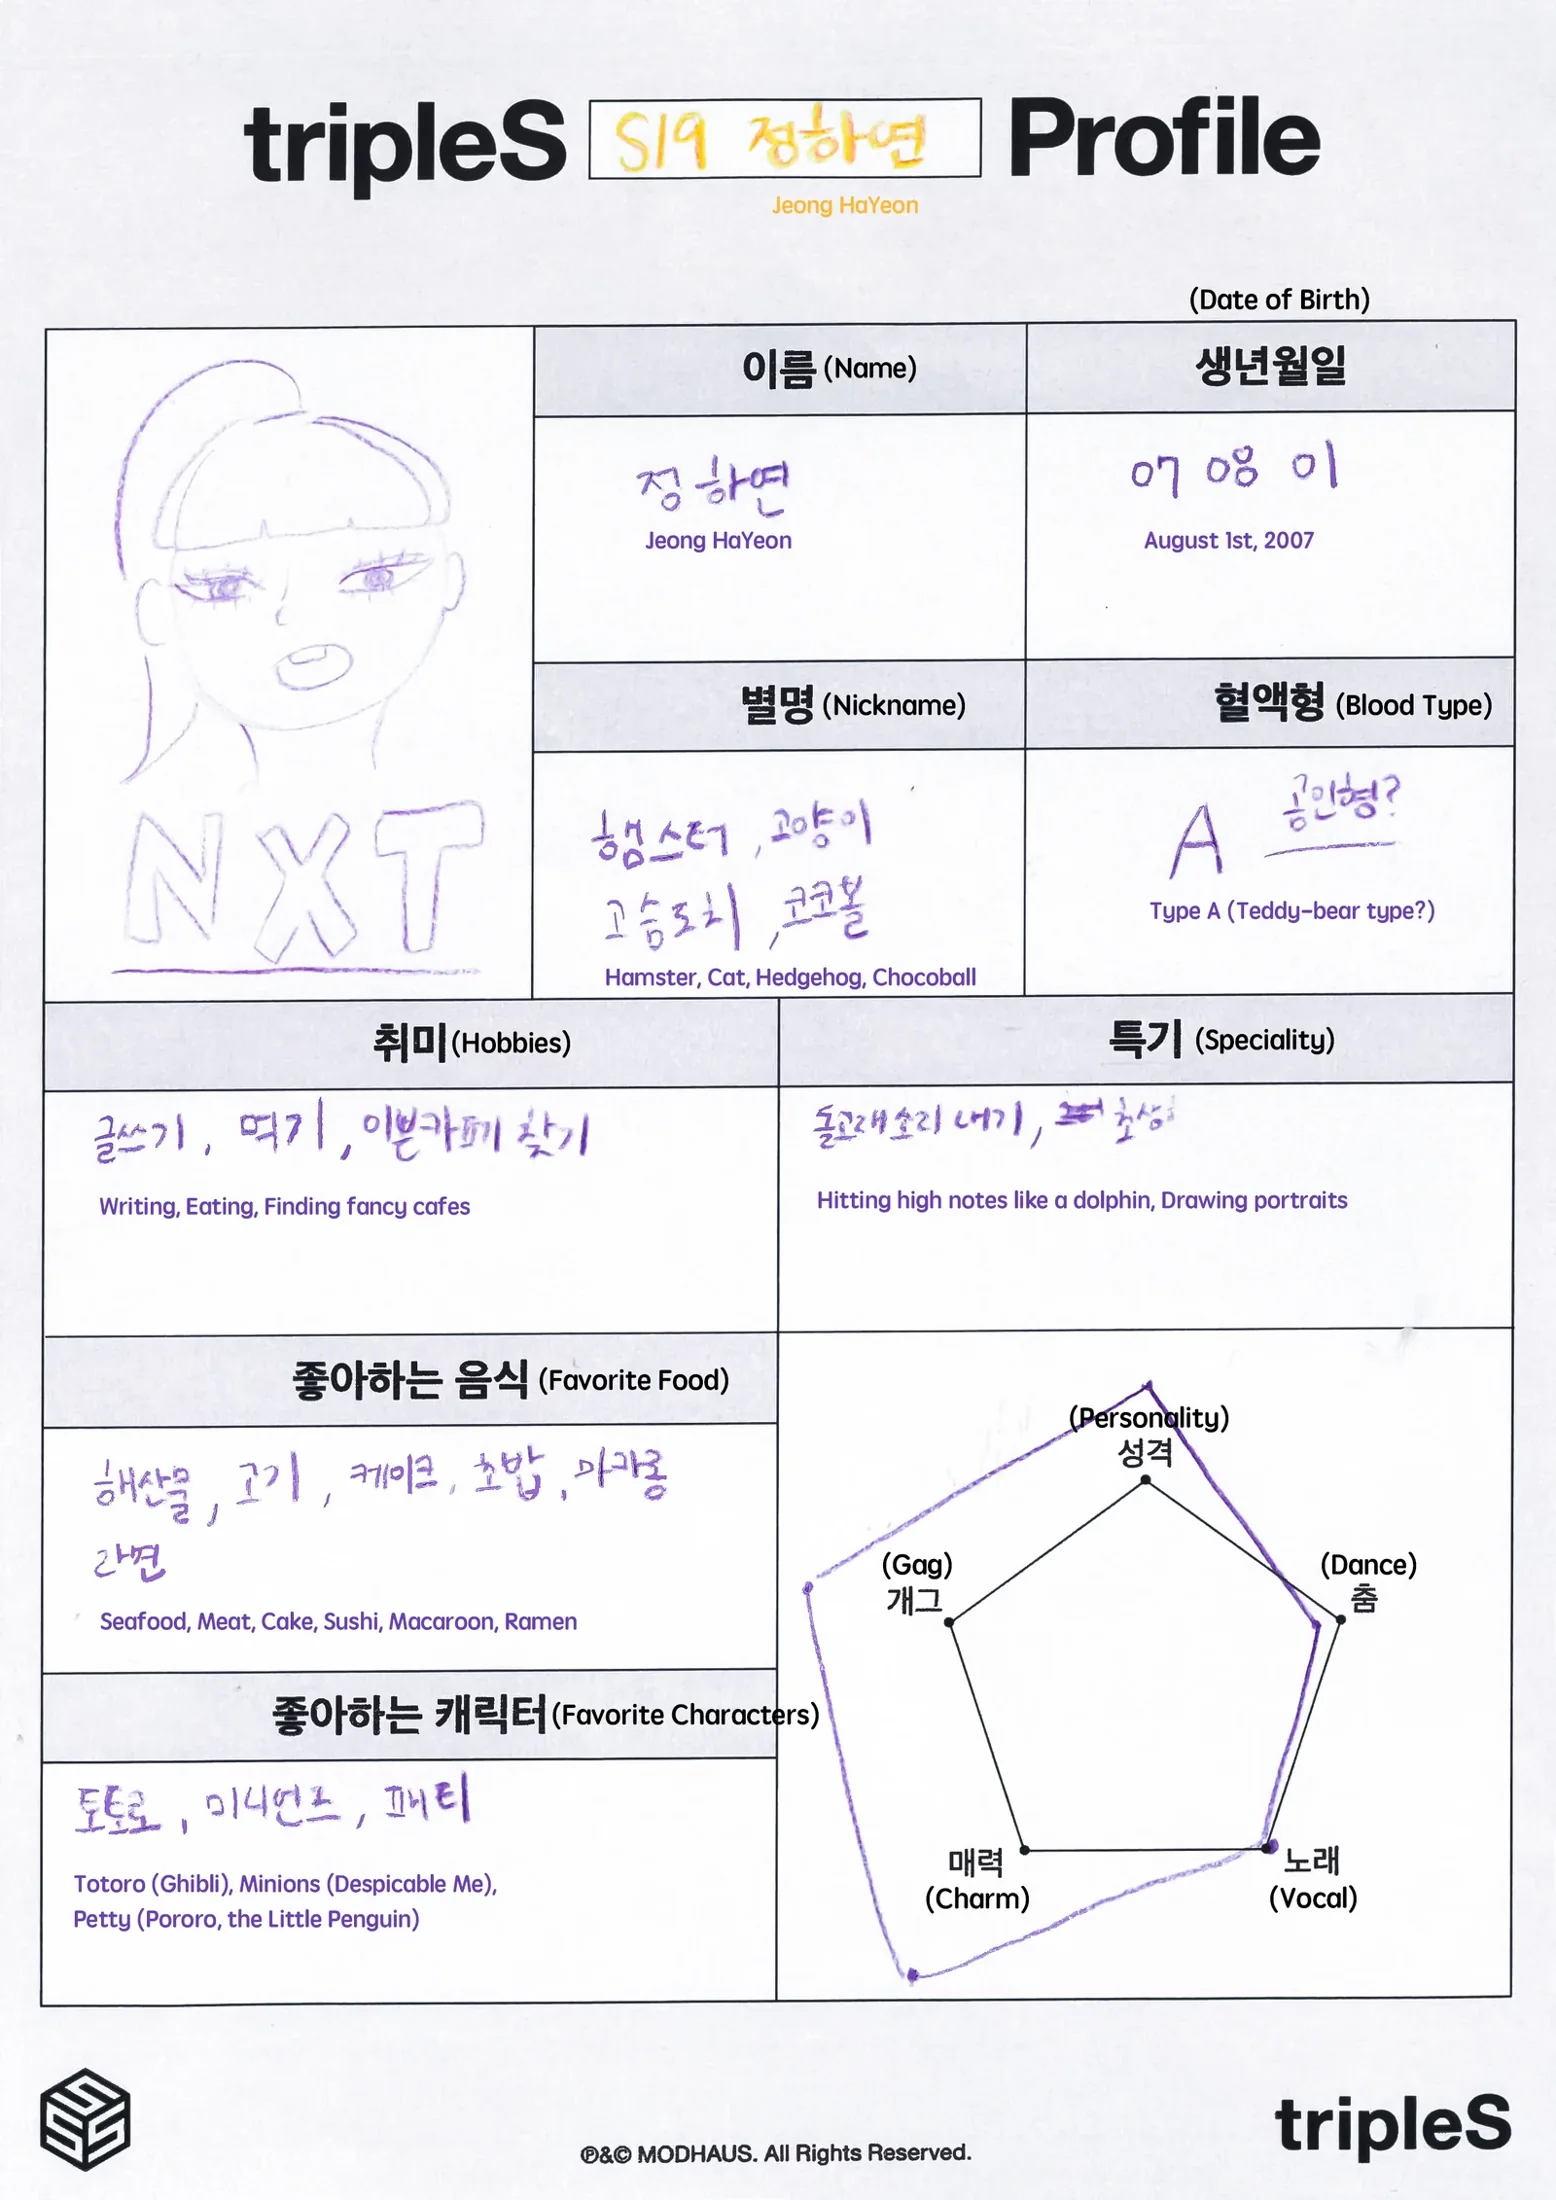 tripleS S19 정하연 Profile
Jeong HaYeon
(Date of Birth)
이름 (Name)
생년월일
정하연
Jeong HaYeon
07 08 01
August 1st, 2007
별명 (Nickname)
혈액형 (Blood Type)
햄스터, 고양이
고슴도치, 코코볼
Hamster, Cat, Hedgehog, Chocoball
A 곰인형?
Type A (Teddy-bear type?)
NXT
취미 (Hobbies)
특기 (Speciality)
글쓰기, 먹기, 이쁜카페 찾기
Writing, Eating, Finding fancy cafes
돌고래소리 내기,
Hitting high notes like a dolphin, Drawing portraits
좋아하는 음식 (Favorite Food)
해산물, 고기, 케이크, 초밥, 마카롱
라면
Seafood, Meat, Cake, Sushi, Macaroon, Ramen
좋아하는 캐릭터 (Favorite Characters)
토토로, 미니언즈, 패티
Totoro (Ghibli), Minions (Despicable Me),
Petty (Pororo, the Little Penguin)
(Personality)
성격
(Gag)
개그
(Dance)
춤
매력
(Charm)
노래
(Vocal)
SSS
℗&© MODHAUS. All Rights Reserved.
tripleS